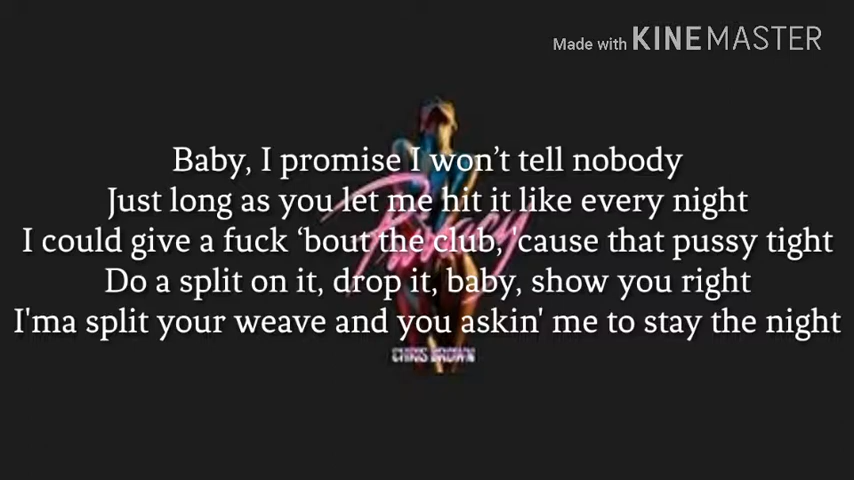 Made with KINEMASTER
Baby, I promise I won’t tell nobody
Just long as you let me hit it like every night
I could give a fuck ‘bout the club, 'cause that pussy tight
Do a split on it, drop it, baby, show you right
I'ma split your weave and you askin' me to stay the night
Privacy
CHRIS BROWN